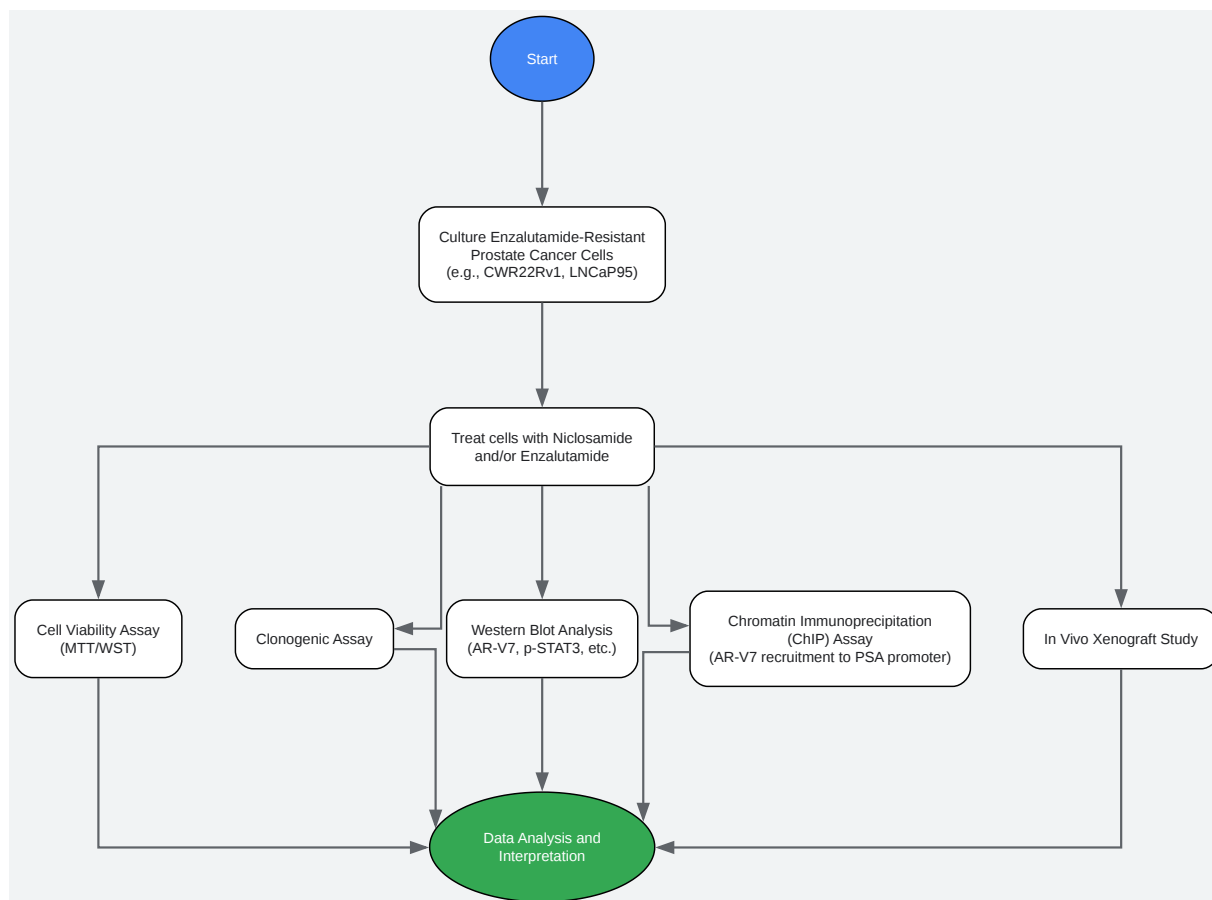 Start
Culture Enzalutamide-Resistant
Prostate Cancer Cells
(e.g., CWR22Rv1, LNCaP95)
Treat cells with Niclosamide
and/or Enzalutamide
Cell Viability Assay
(MTT/WST)
Clonogenic Assay
Western Blot Analysis
(AR-V7, p-STAT3, etc.)
Chromatin Immunoprecipitation
(ChIP) Assay
(AR-V7 recruitment to PSA promoter)
In Vivo Xenograft Study
Data Analysis and
Interpretation